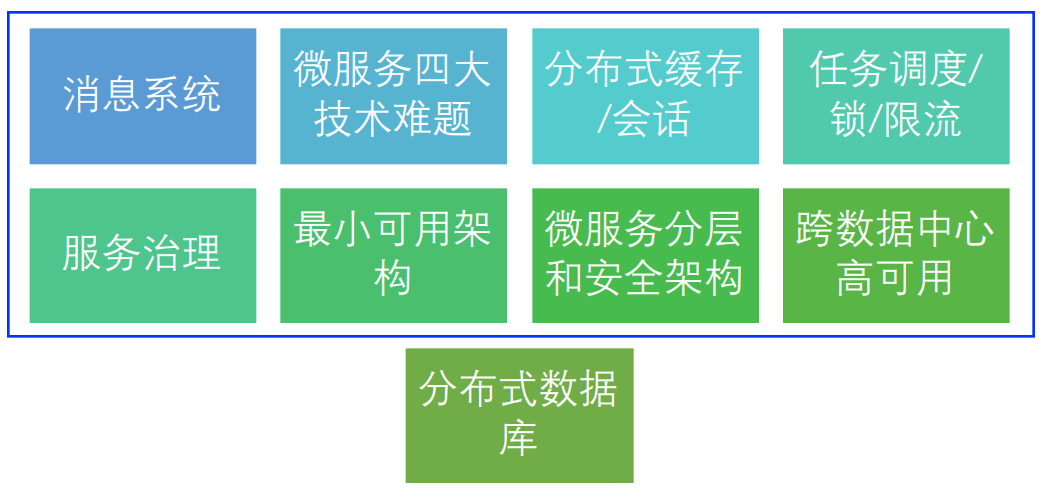 消息系统
微服务四大
技术难题
分布式缓存
/会话
任务调度/
锁/限流
服务治理
最小可用架
构
微服务分层
和安全架构
跨数据中心
高可用
分布式数据
库